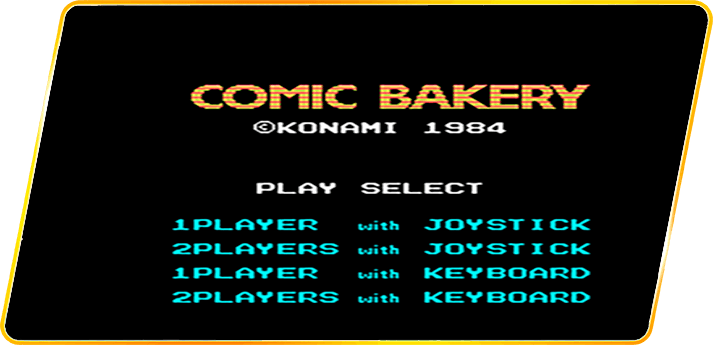 COMIC BAKERY
©KONAMI 1984
PLAY SELECT
1PLAYER with JOYSTICK
2PLAYERS with JOYSTICK
1PLAYER with KEYBOARD
2PLAYERS with KEYBOARD